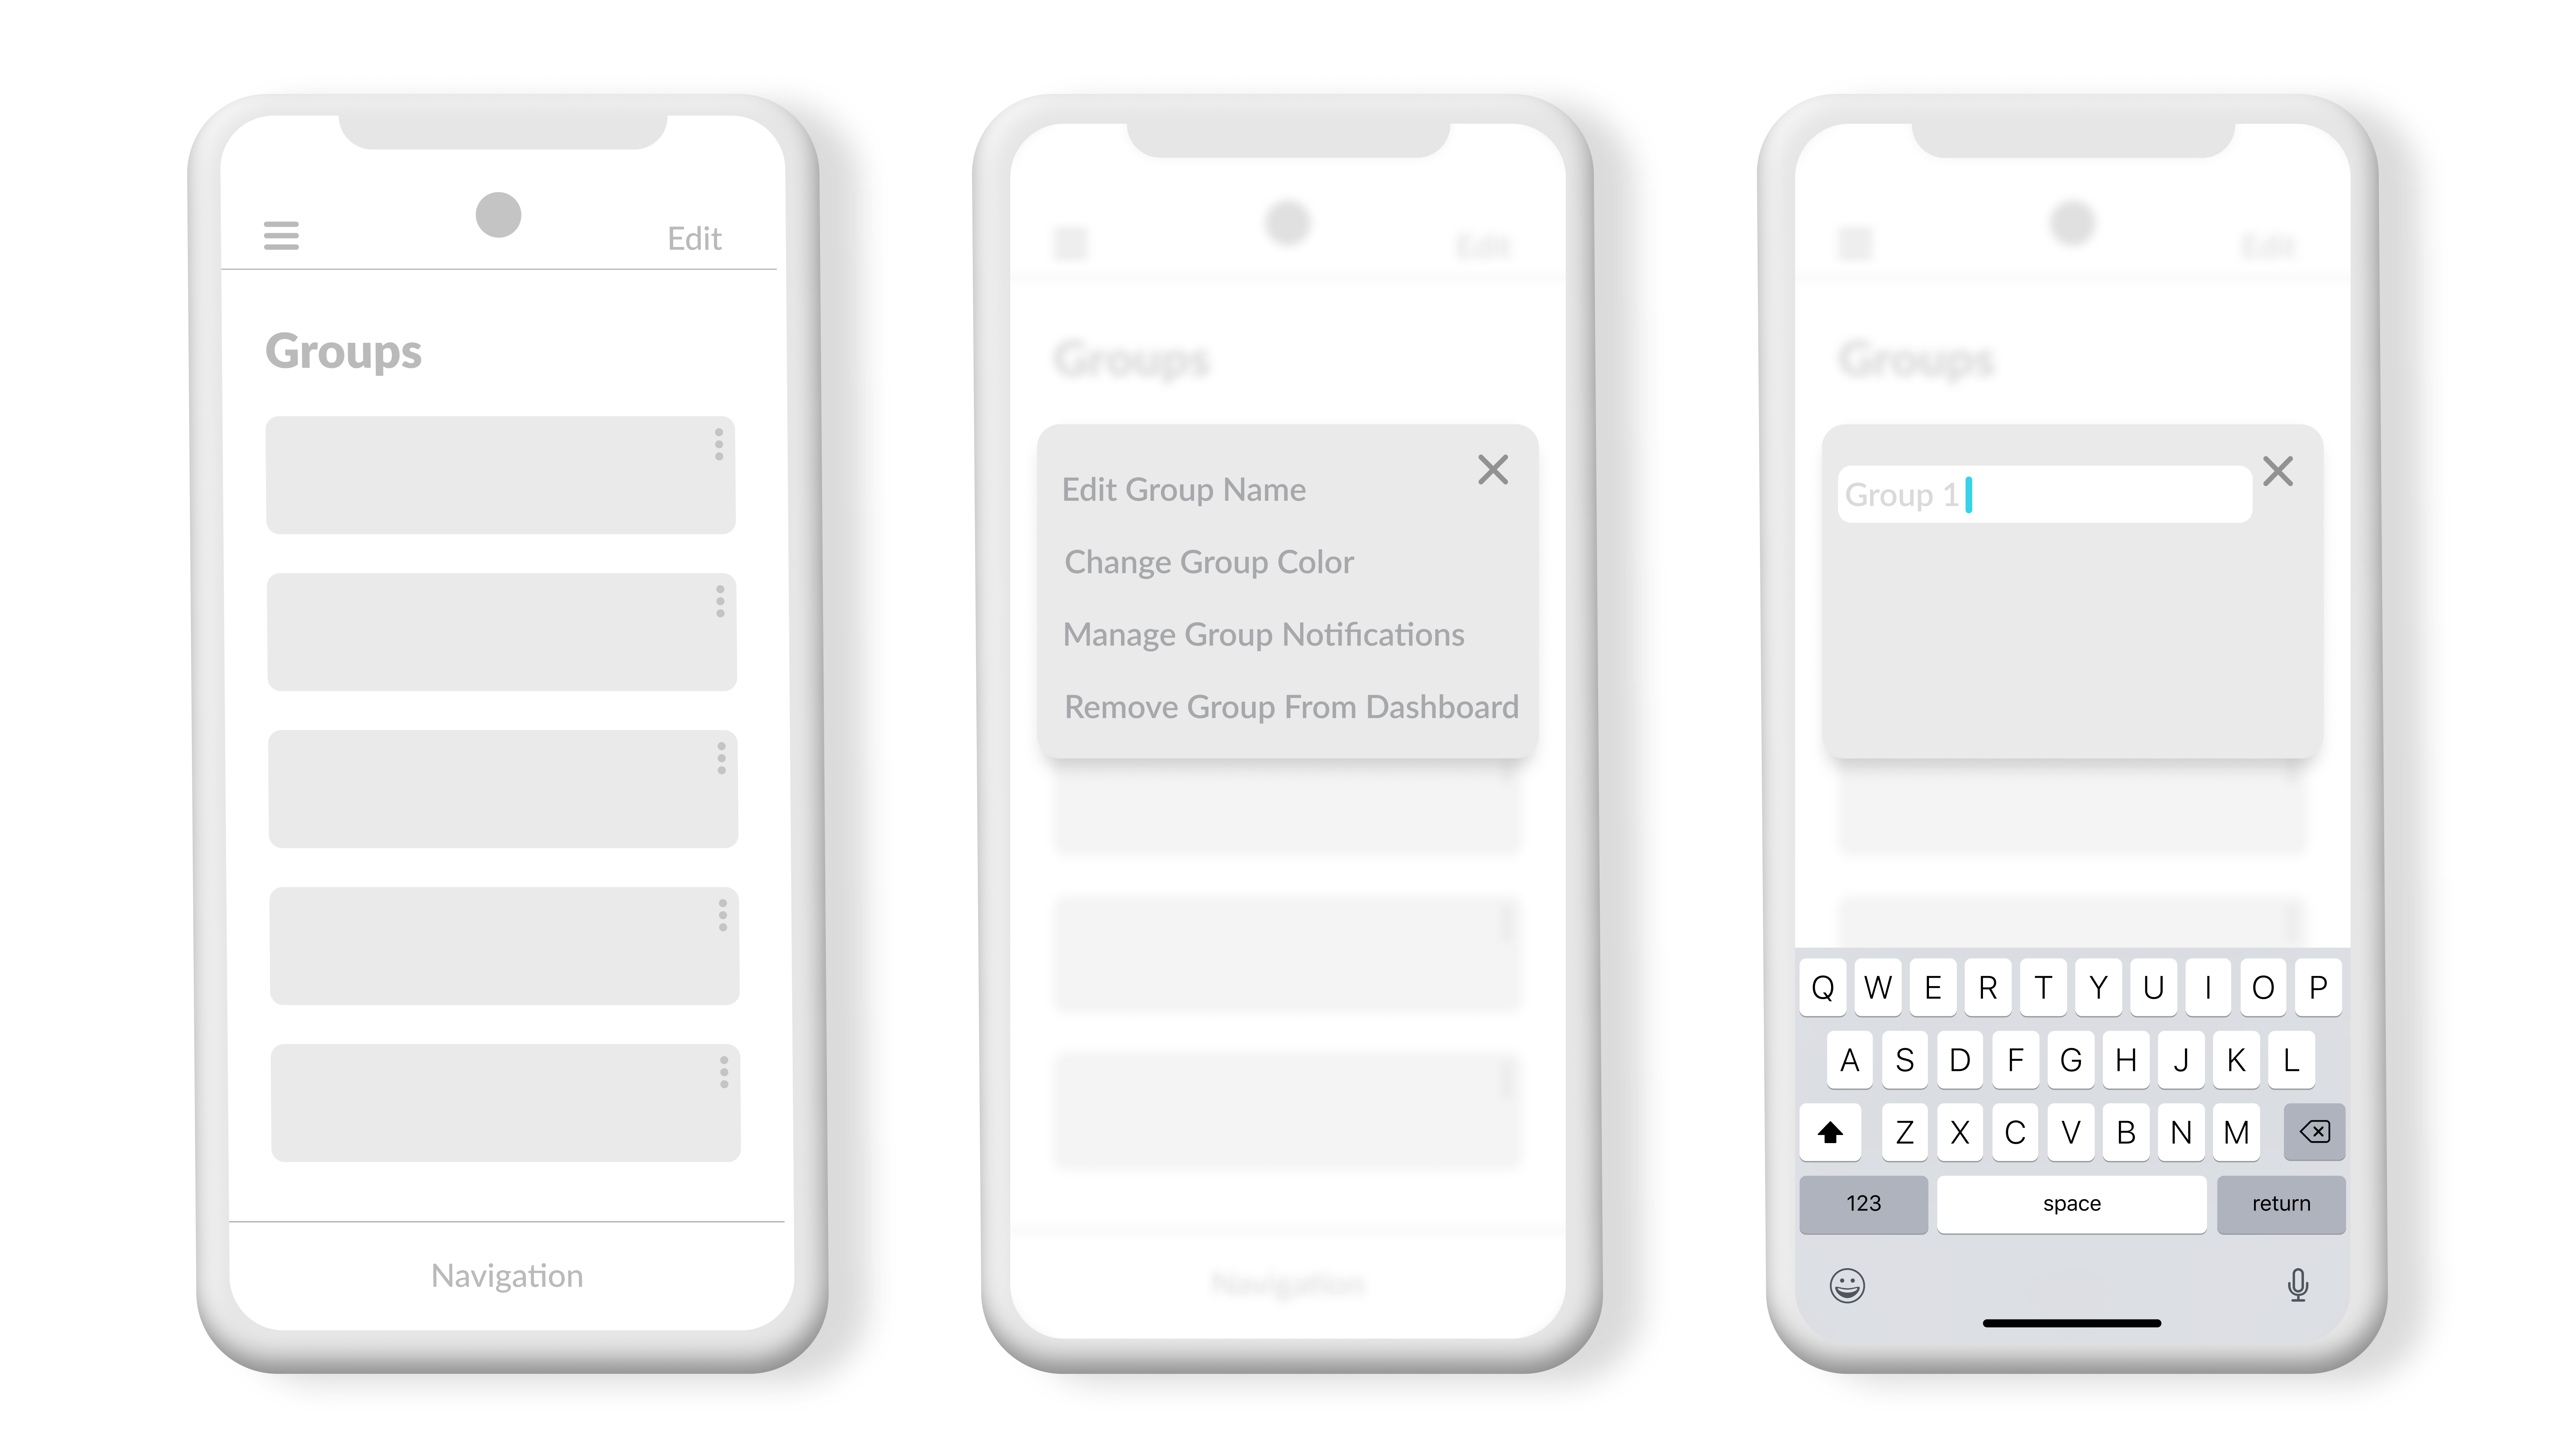 Edit
Groups
Navigation
Edit
Groups
Edit Group Name
Change Group Color
Manage Group Notifications
Remove Group From Dashboard
Navigation
Edit
Groups
Group 1
Q W E R T Y U I O P
A S D F G H J K L
Z X C V B N M
123 space return